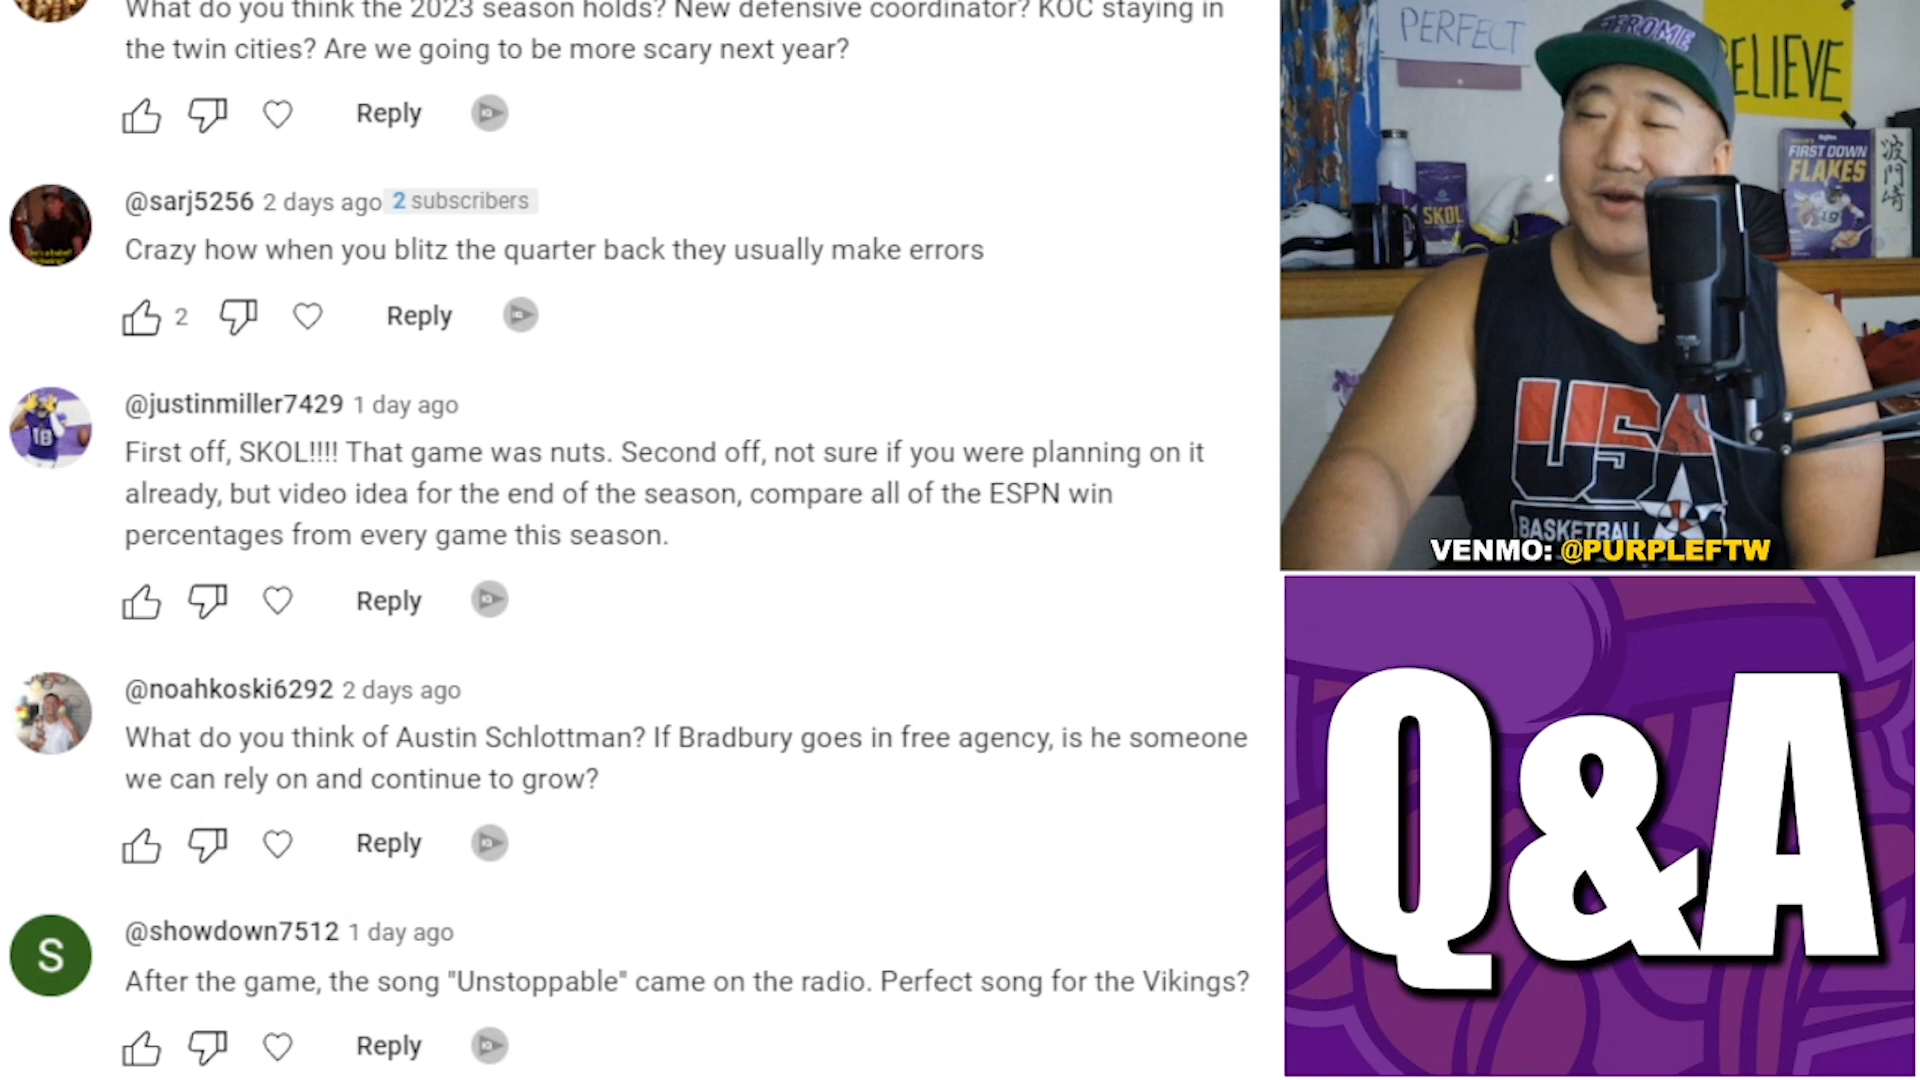 What do you think the 2023 season holds? New defensive coordinator? KOC staying in
the twin cities? Are we going to be more scary next year?
Reply
@sarj5256 2 days ago 2 subscribers
Crazy how when you blitz the quarter back they usually make errors
2 Reply
@justinmiller7429 1 day ago
First off, SKOL!!!! That game was nuts. Second off, not sure if you were planning on it
already, but video idea for the end of the season, compare all of the ESPN win
percentages from every game this season.
Reply
@noahkoski6292 2 days ago
What do you think of Austin Schlottman? If Bradbury goes in free agency, is he someone
we can rely on and continue to grow?
Reply
S
@showdown7512 1 day ago
After the game, the song "Unstoppable" came on the radio. Perfect song for the Vikings?
Reply
PERFECT
ELIEVE
FIRST DOWN
FLAKES
19
波
門
崎
SKOL
USA
BASKETBALL
VENMO: @PURPLEFTW
Q&A
18